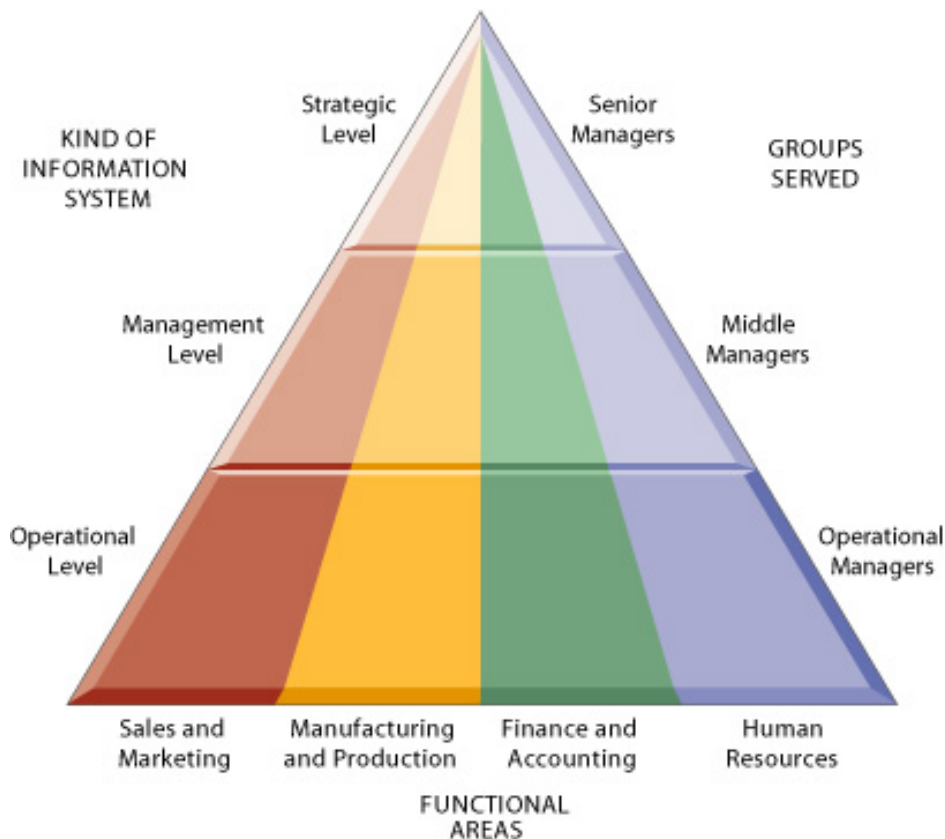 Strategic
Level
Senior
Managers
KIND OF
INFORMATION
SYSTEM
GROUPS
SERVED
Management
Level
Middle
Managers
Operational
Level
Operational
Managers
Sales and
Marketing
Manufacturing
and Production
Finance and
Accounting
Human
Resources
FUNCTIONAL
AREAS